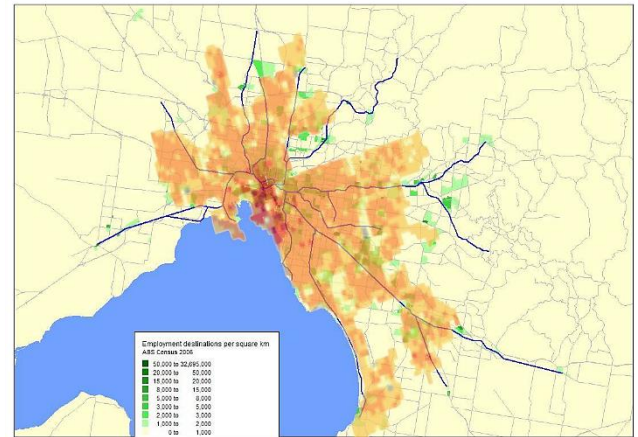 Employment destinations per square km
ABS Census 2006
50,000 to 32,695,000
20,000 to 50,000
15,000 to 20,000
8,000 to 15,000
5,000 to 8,000
3,000 to 5,000
2,000 to 3,000
1,000 to 2,000
0 to 1,000